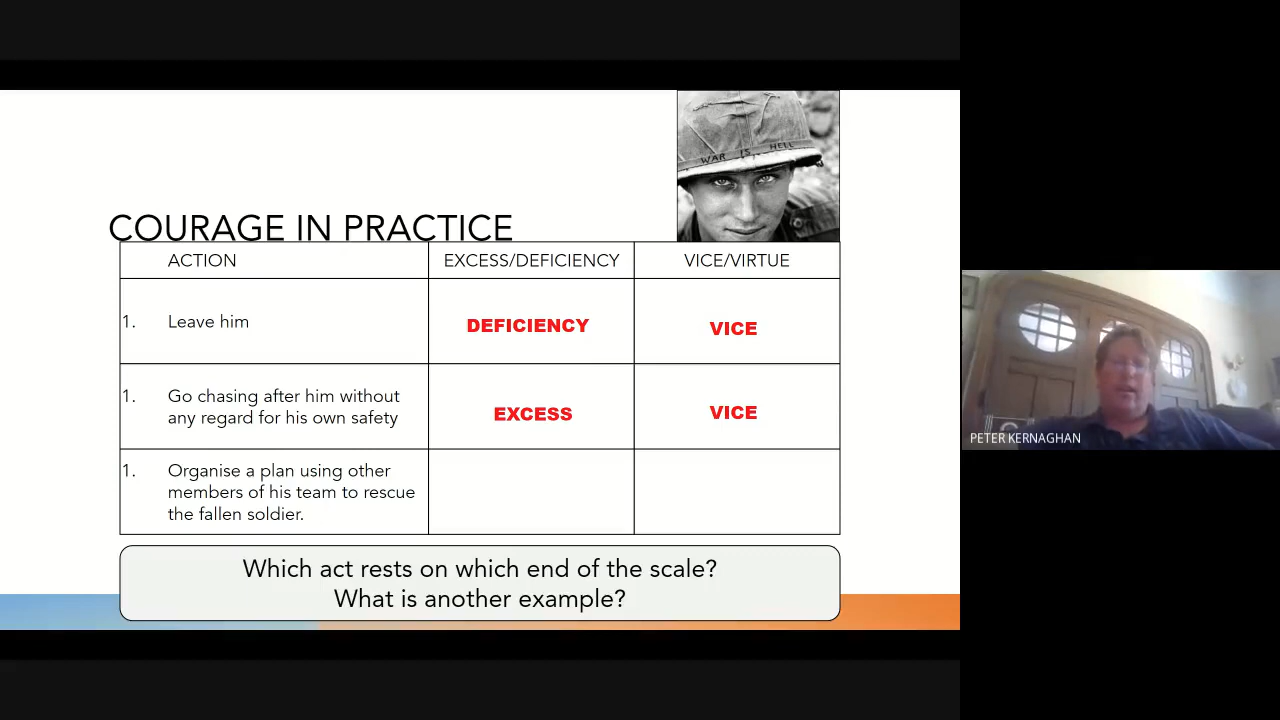 WAR IS HELL
COURAGE IN PRACTICE
ACTION EXCESS/DEFICIENCY VICE/VIRTUE
1. Leave him DEFICIENCY VICE
1. Go chasing after him without
any regard for his own safety EXCESS VICE
1. Organise a plan using other
members of his team to rescue
the fallen soldier.
Which act rests on which end of the scale?
What is another example?
PETER KERNAGHAN